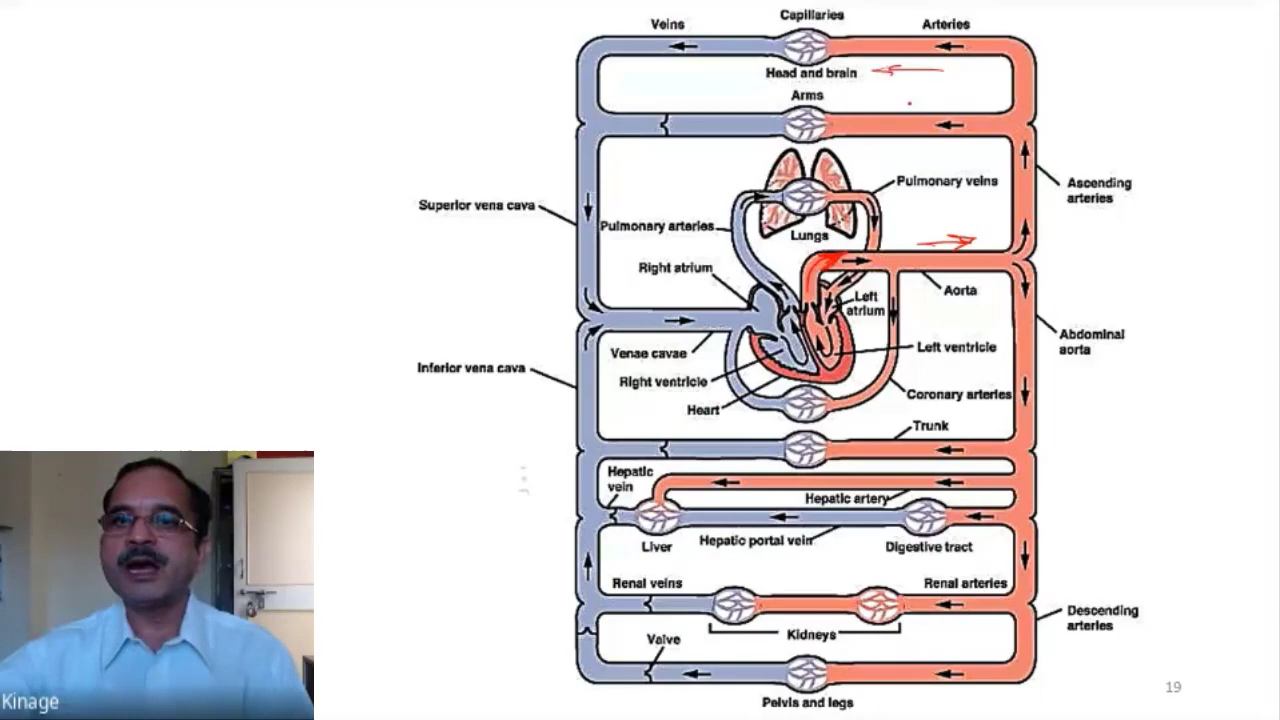 Capillaries
Veins
Arteries
Head and brain
Arms
Pulmonary veins
Ascending
arteries
Superior vena cava
Pulmonary arteries
Lungs
Right atrium
Aorta
Left
atrium
Abdominal
aorta
Venae cavae
Left ventricle
Inferior vena cava
Right ventricle
Coronary arteries
Heart
Trunk
Hepatic
vein
Hepatic artery
Liver
Hepatic portal vein
Digestive tract
Renal veins
Renal arteries
Descending
arteries
Kidneys
Valve
Pelvis and legs
19
Kinage